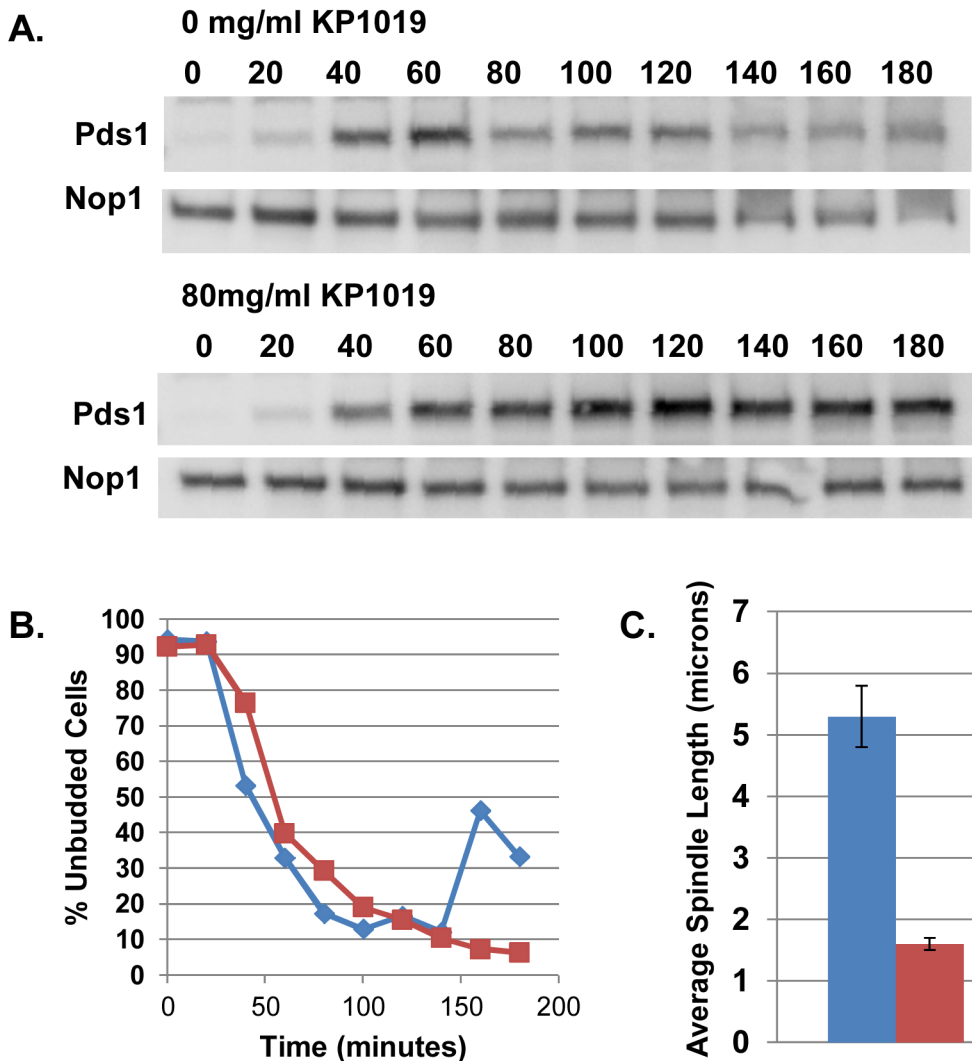 A.
0 mg/ml KP1019
0 20 40 60 80 100 120 140 160 180
Pds1
Nop1
80mg/ml KP1019
0 20 40 60 80 100 120 140 160 180
Pds1
Nop1
B.
% Unbudded Cells
100
90
80
70
60
50
40
30
20
10
0
0 50 100 150 200
Time (minutes)
C.
Average Spindle Length (microns)
7
6
5
4
3
2
1
0